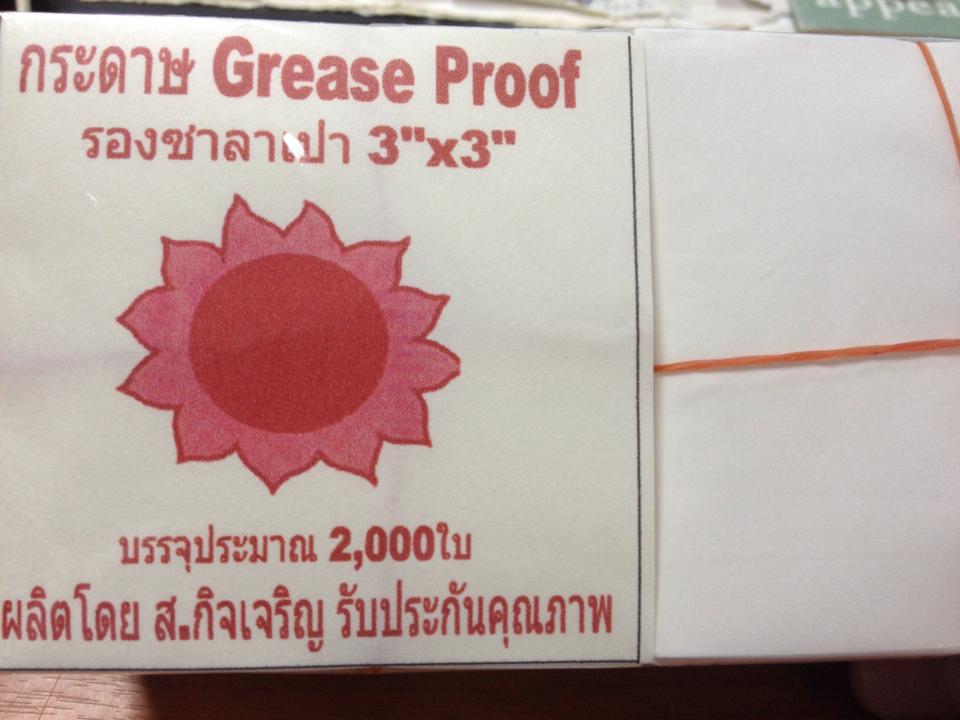 appea
กระดาษ Grease Proof
รองซาลาเปา 3"x3"
บรรจุประมาณ 2,000ใบ
ผลิตโดย ส.กิจเจริญ รับประกันคุณภาพ